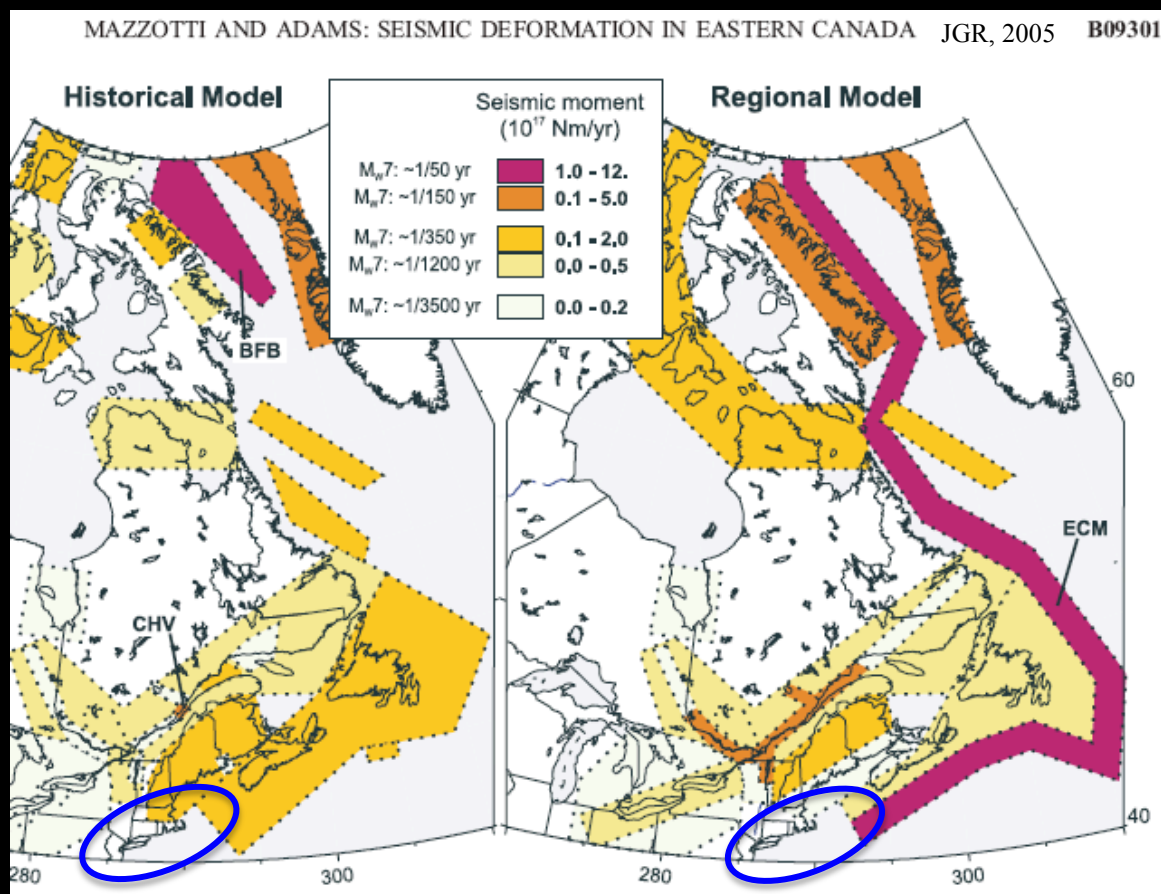 MAZZOTTI AND ADAMS: SEISMIC DEFORMATION IN EASTERN CANADA JGR, 2005 B09301
Historical Model
Seismic moment
(10¹⁷ Nm/yr)
Mw7: ~1/50 yr 1.0 - 12.
Mw7: ~1/150 yr 0.1 - 5.0
Mw7: ~1/350 yr 0.1 - 2.0
Mw7: ~1/1200 yr 0.0 - 0.5
Mw7: ~1/3500 yr 0.0 - 0.2
Regional Model
BFB
CHV
280
300
60
ECM
40
280
300